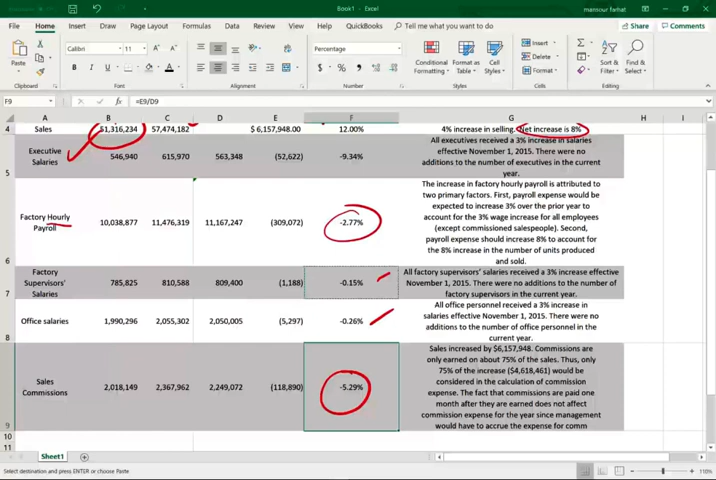 Book1 - Excel
mansour farhat
File Home Insert Draw Page Layout Formulas Data Review View Help QuickBooks Tell me what you want to do Share Comments
Paste
Calibri 11
B I U
A A
Percentage
$ % ,
Conditional Formatting
Format as Table
Cell Styles
Insert
Delete
Format
Sort & Filter
Find & Select
Clipboard Font Alignment Number Styles Cells Editing
F9 fx =E9/D9
A B C D E F G H I
4 Sales 51,316,234 57,474,182 $ 6,157,948.00 12.00% 4% increase in selling. Net increase is 8%
5 Executive Salaries 546,940 615,970 563,348 (52,622) -9.34%
All executives received a 3% increase in salaries
effective November 1, 2015. There were no
additions to the number of executives in the current
year.
6 Factory Hourly Payroll 10,038,877 11,476,319 11,167,247 (309,072) -2.77%
The increase in factory hourly payroll is attributed to
two primary factors. First, payroll expense would be
expected to increase 3% over the prior year to
account for the 3% wage increase for all employees
(except commissioned salespeople). Second,
payroll expense should increase 8% to account for
the 8% increase in the number of units produced
and sold.
7 Factory Supervisors' Salaries 785,825 810,588 809,400 (1,188) -0.15%
All factory supervisors' salaries received a 3% increase effective
November 1, 2015. There were no additions to the number of
factory supervisors in the current year.
8 Office salaries 1,990,296 2,055,302 2,050,005 (5,297) -0.26%
All office personnel received a 3% increase in
salaries effective November 1, 2015. There were no
additions to the number of office personnel in the
current year.
9 Sales Commissions 2,018,149 2,367,962 2,249,072 (118,890) -5.29%
Sales increased by $6,157,948. Commissions are
only earned on about 75% of the sales. Thus, only
75% of the increase ($4,618,461) would be
considered in the calculation of commission
expense. The fact that commissions are paid one
month after they are earned does not affect
commission expense for the year since management
would have to accrue the expense for comm
10
11
Sheet1
Select destination and press ENTER or choose Paste
110%